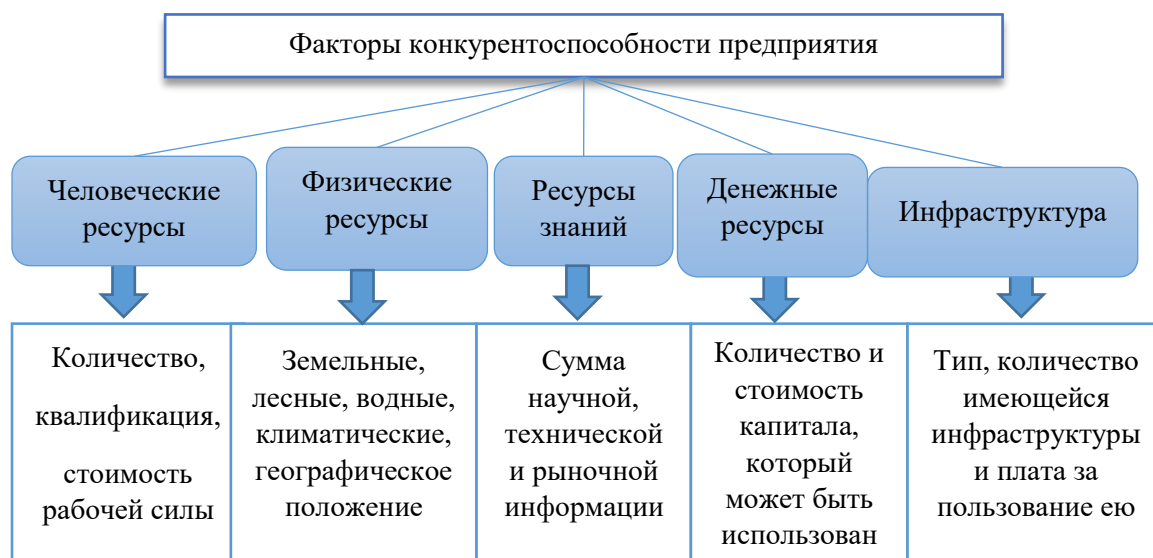 Факторы конкурентоспособности предприятия
Человеческие
ресурсы
Физические
ресурсы
Ресурсы
знаний
Денежные
ресурсы
Инфраструктура
Количество,
квалификация,
стоимость
рабочей силы
Земельные,
лесные, водные,
климатические,
географическое
положение
Сумма
научной,
технической
и рыночной
информации
Количество и
стоимость
капитала,
который
может быть
использован
Тип, количество
имеющейся
инфраструктуры
и плата за
пользование ею